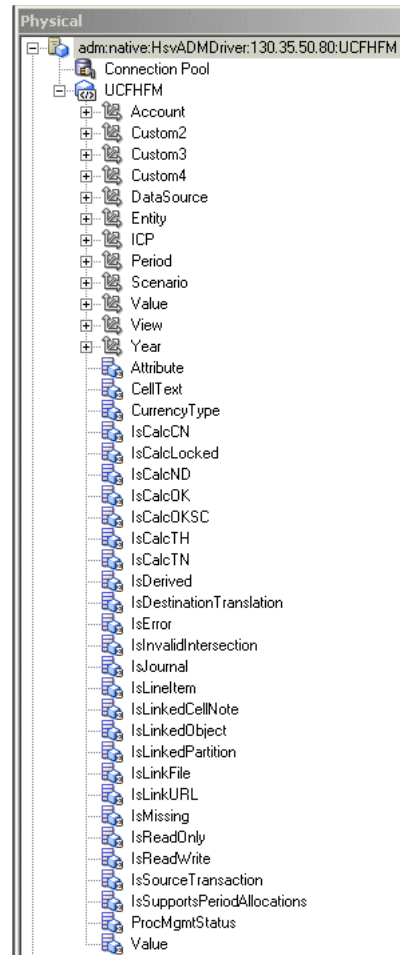 Physical
adm:native:HsvADMDriver:130.35.50.80:UCFHFM
Connection Pool
UCFHFM
Account
Custom2
Custom3
Custom4
DataSource
Entity
ICP
Period
Scenario
Value
View
Year
Attribute
CellText
CurrencyType
IsCalcCN
IsCalcLocked
IsCalcND
IsCalcOK
IsCalcOKSC
IsCalcTH
IsCalcTN
IsDerived
IsDestinationTranslation
IsError
IsInvalidIntersection
IsJournal
IsLineItem
IsLinkedCellNote
IsLinkedObject
IsLinkedPartition
IsLinkFile
IsLinkURL
IsMissing
IsReadOnly
IsReadWrite
IsSourceTransaction
IsSupportsPeriodAllocations
ProcMgmtStatus
Value